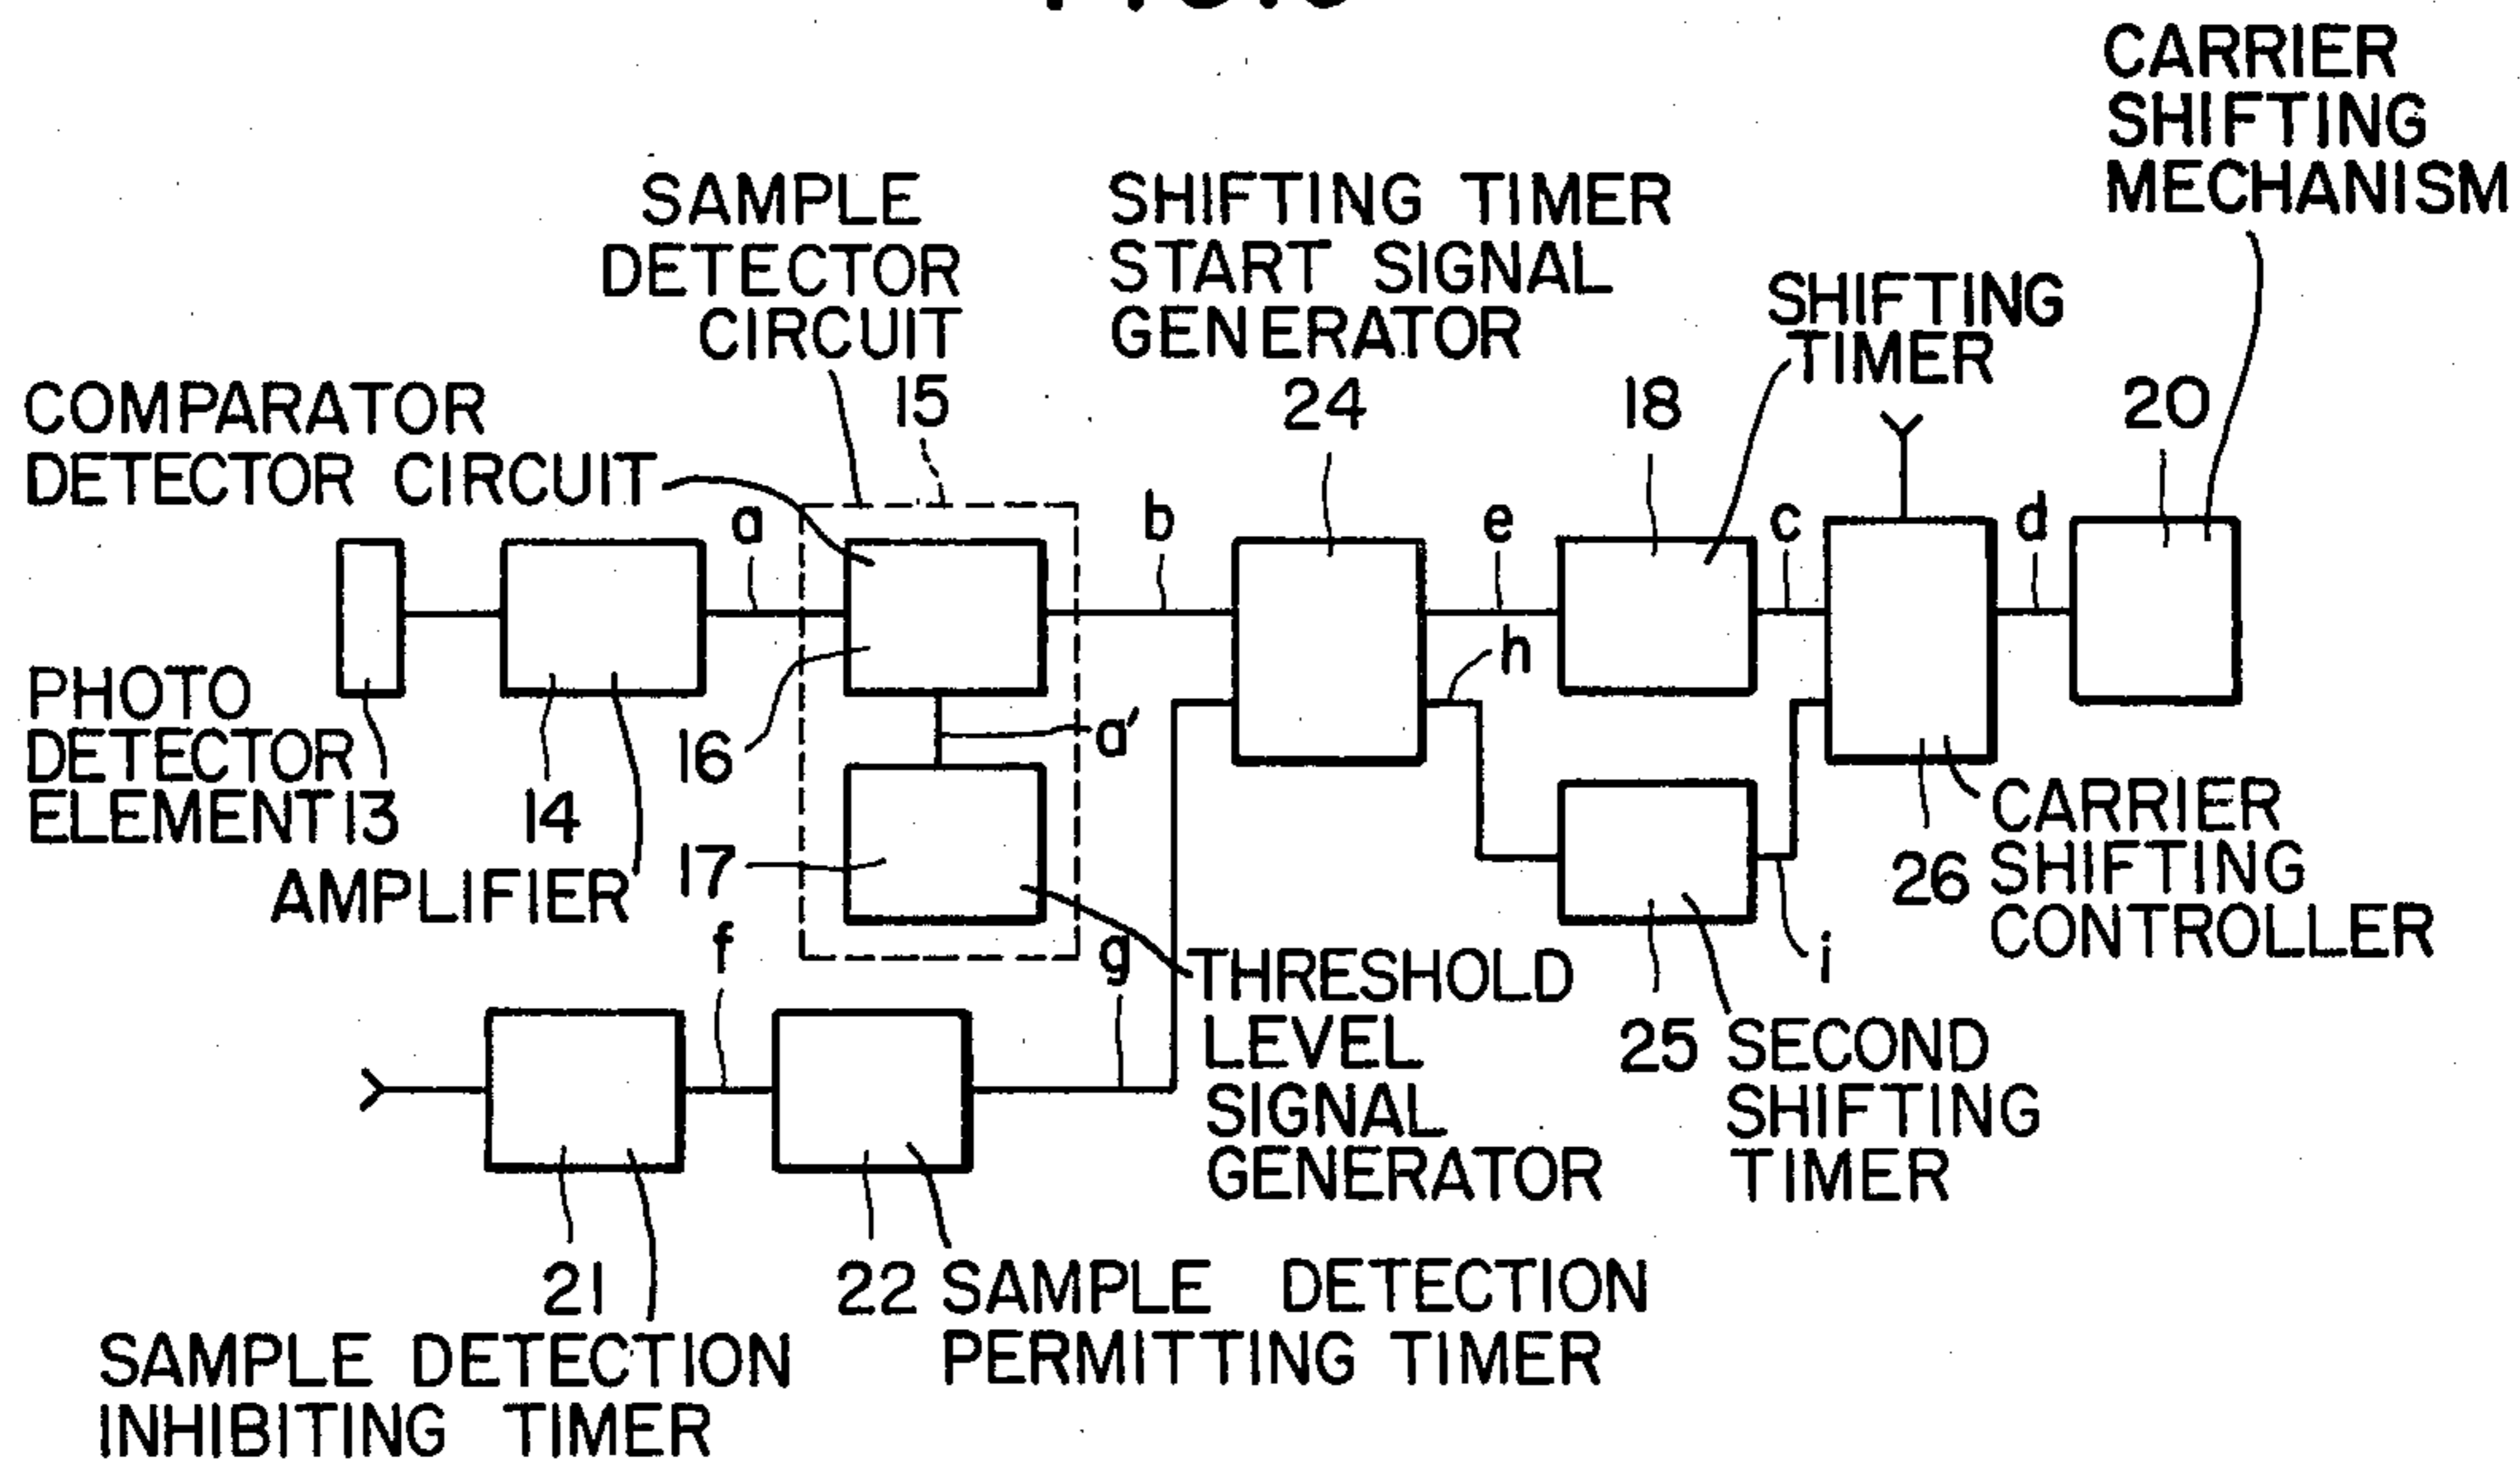 CARRIER
SHIFTING
MECHANISM
SAMPLE
DETECTOR
CIRCUIT
15
SHIFTING TIMER
START SIGNAL
GENERATOR
24
SHIFTING
TIMER
18
20
COMPARATOR
DETECTOR CIRCUIT
a
b
e
c
d
h
PHOTO
DETECTOR
ELEMENT 13
14
AMPLIFIER
16
a'
17
26
CARRIER
SHIFTING
CONTROLLER
f
g
i
THRESHOLD
LEVEL
SIGNAL
GENERATOR
25 SECOND
SHIFTING
TIMER
21
SAMPLE DETECTION
INHIBITING TIMER
22 SAMPLE DETECTION
PERMITTING TIMER